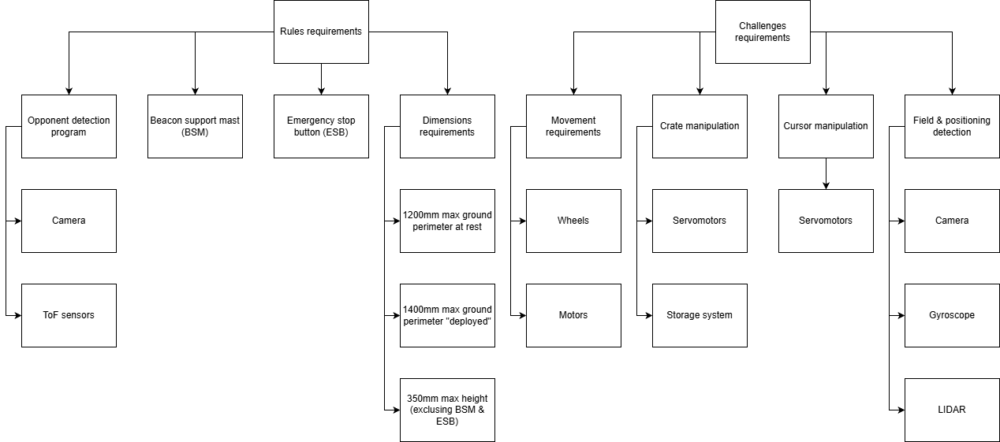 Rules requirements
Challenges
requirements
Opponent detection
program
Beacon support mast
(BSM)
Emergency stop
button (ESB)
Dimensions
requirements
Movement
requirements
Crate manipulation
Cursor manipulation
Field & positioning
detection
Camera
1200mm max ground
perimeter at rest
Wheels
Servomotors
Servomotors
Camera
ToF sensors
1400mm max ground
perimeter "deployed"
Motors
Storage system
Gyroscope
350mm max height
(exclusing BSM &
ESB)
LIDAR